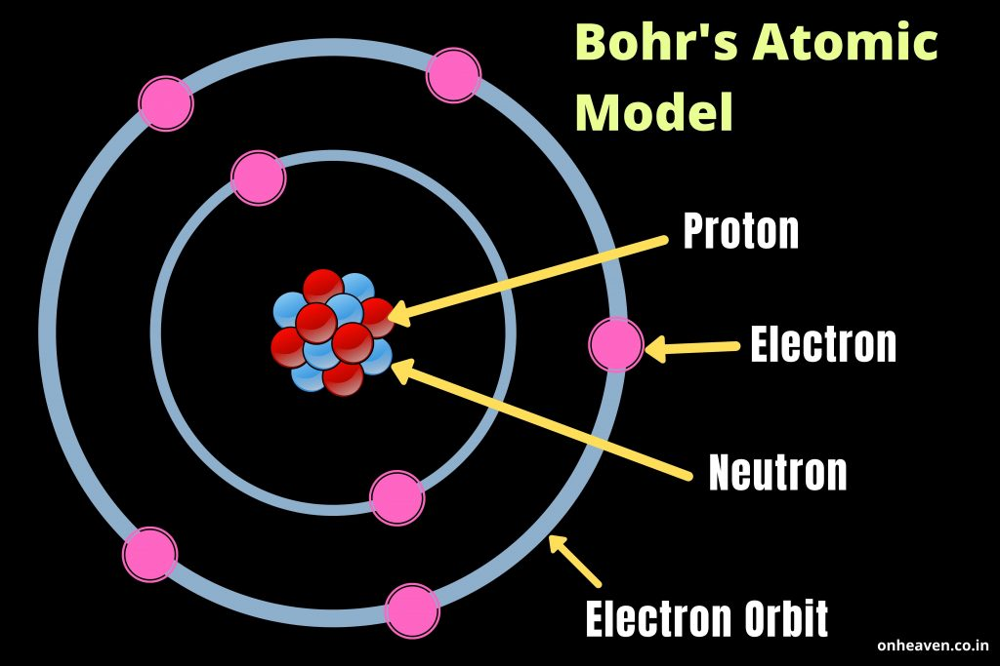 Bohr's Atomic
Model
Proton
Electron
Neutron
Electron Orbit
onheaven.co.in